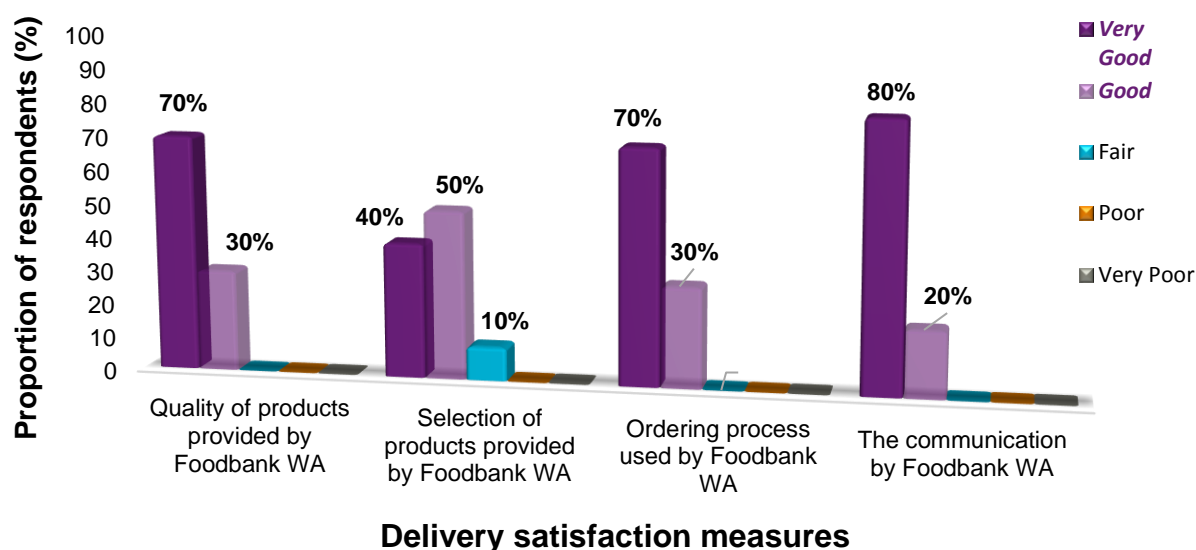 Proportion of respondents (%)
100
90
80
70
60
50
40
30
20
10
0
70%
30%
40%
50%
10%
70%
30%
80%
20%
Quality of products
provided by
Foodbank WA
Selection of
products provided
by Foodbank WA
Ordering process
used by Foodbank
WA
The communication
by Foodbank WA
Delivery satisfaction measures
Very
Good
Good
Fair
Poor
Very Poor